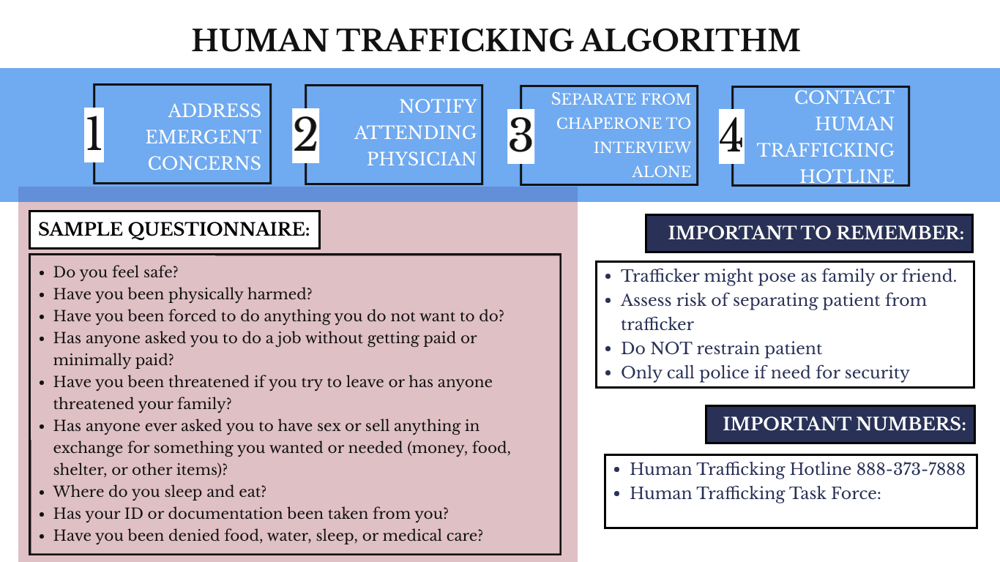 HUMAN TRAFFICKING ALGORITHM
1
ADDRESS
EMERGENT
CONCERNS
2
NOTIFY
ATTENDING
PHYSICIAN
3
SEPARATE FROM
CHAPERONE TO
INTERVIEW
ALONE
4
CONTACT
HUMAN
TRAFFICKING
HOTLINE
SAMPLE QUESTIONNAIRE:
• Do you feel safe?
• Have you been physically harmed?
• Have you been forced to do anything you do not want to do?
• Has anyone asked you to do a job without getting paid or
minimally paid?
• Have you been threatened if you try to leave or has anyone
threatened your family?
• Has anyone ever asked you to have sex or sell anything in
exchange for something you wanted or needed (money, food,
shelter, or other items)?
• Where do you sleep and eat?
• Has your ID or documentation been taken from you?
• Have you been denied food, water, sleep, or medical care?
IMPORTANT TO REMEMBER:
• Trafficker might pose as family or friend.
• Assess risk of separating patient from
trafficker
• Do NOT restrain patient
• Only call police if need for security
IMPORTANT NUMBERS:
• Human Trafficking Hotline 888-373-7888
• Human Trafficking Task Force: